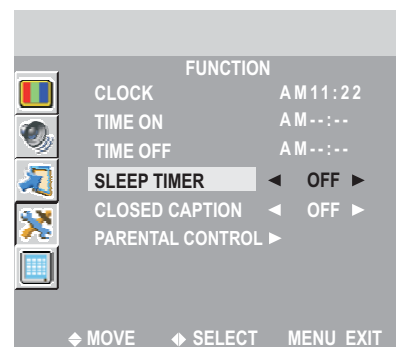 FUNCTION
CLOCK AM11:22
TIME ON AM--:--
TIME OFF AM--:--
SLEEP TIMER ◄ OFF ►
CLOSED CAPTION ◄ OFF ►
PARENTAL CONTROL ►
MOVE SELECT MENU EXIT